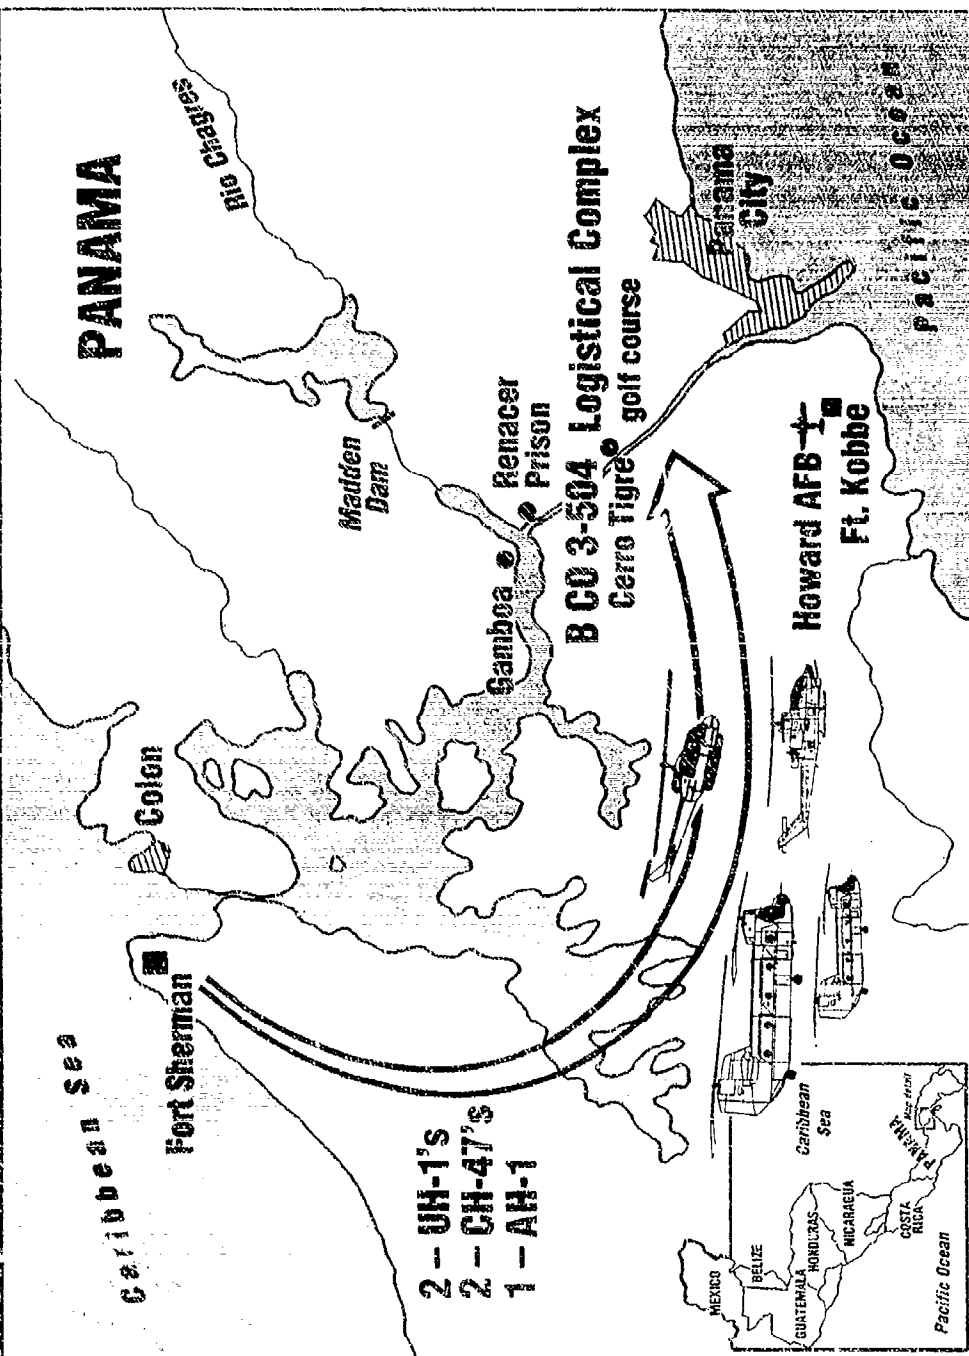 PANAMA
Rio Chagres
Caribbean Sea
Colon
Fort Sherman
Madden
Dam
Gamboa
Renacer
Prison
B CO 3-504 Logistical Complex
Cerro Tigre golf course
Panama
City
Pacific Ocean
Howard AFB
Ft. Kobbe
2 – UH-1's
2 – CH-47's
1 – AH-1
MEXICO
BELIZE
GUATEMALA
HONDURAS
NICARAGUA
COSTA
RICA
PANAMA
Map detail
Caribbean
Sea
Pacific Ocean